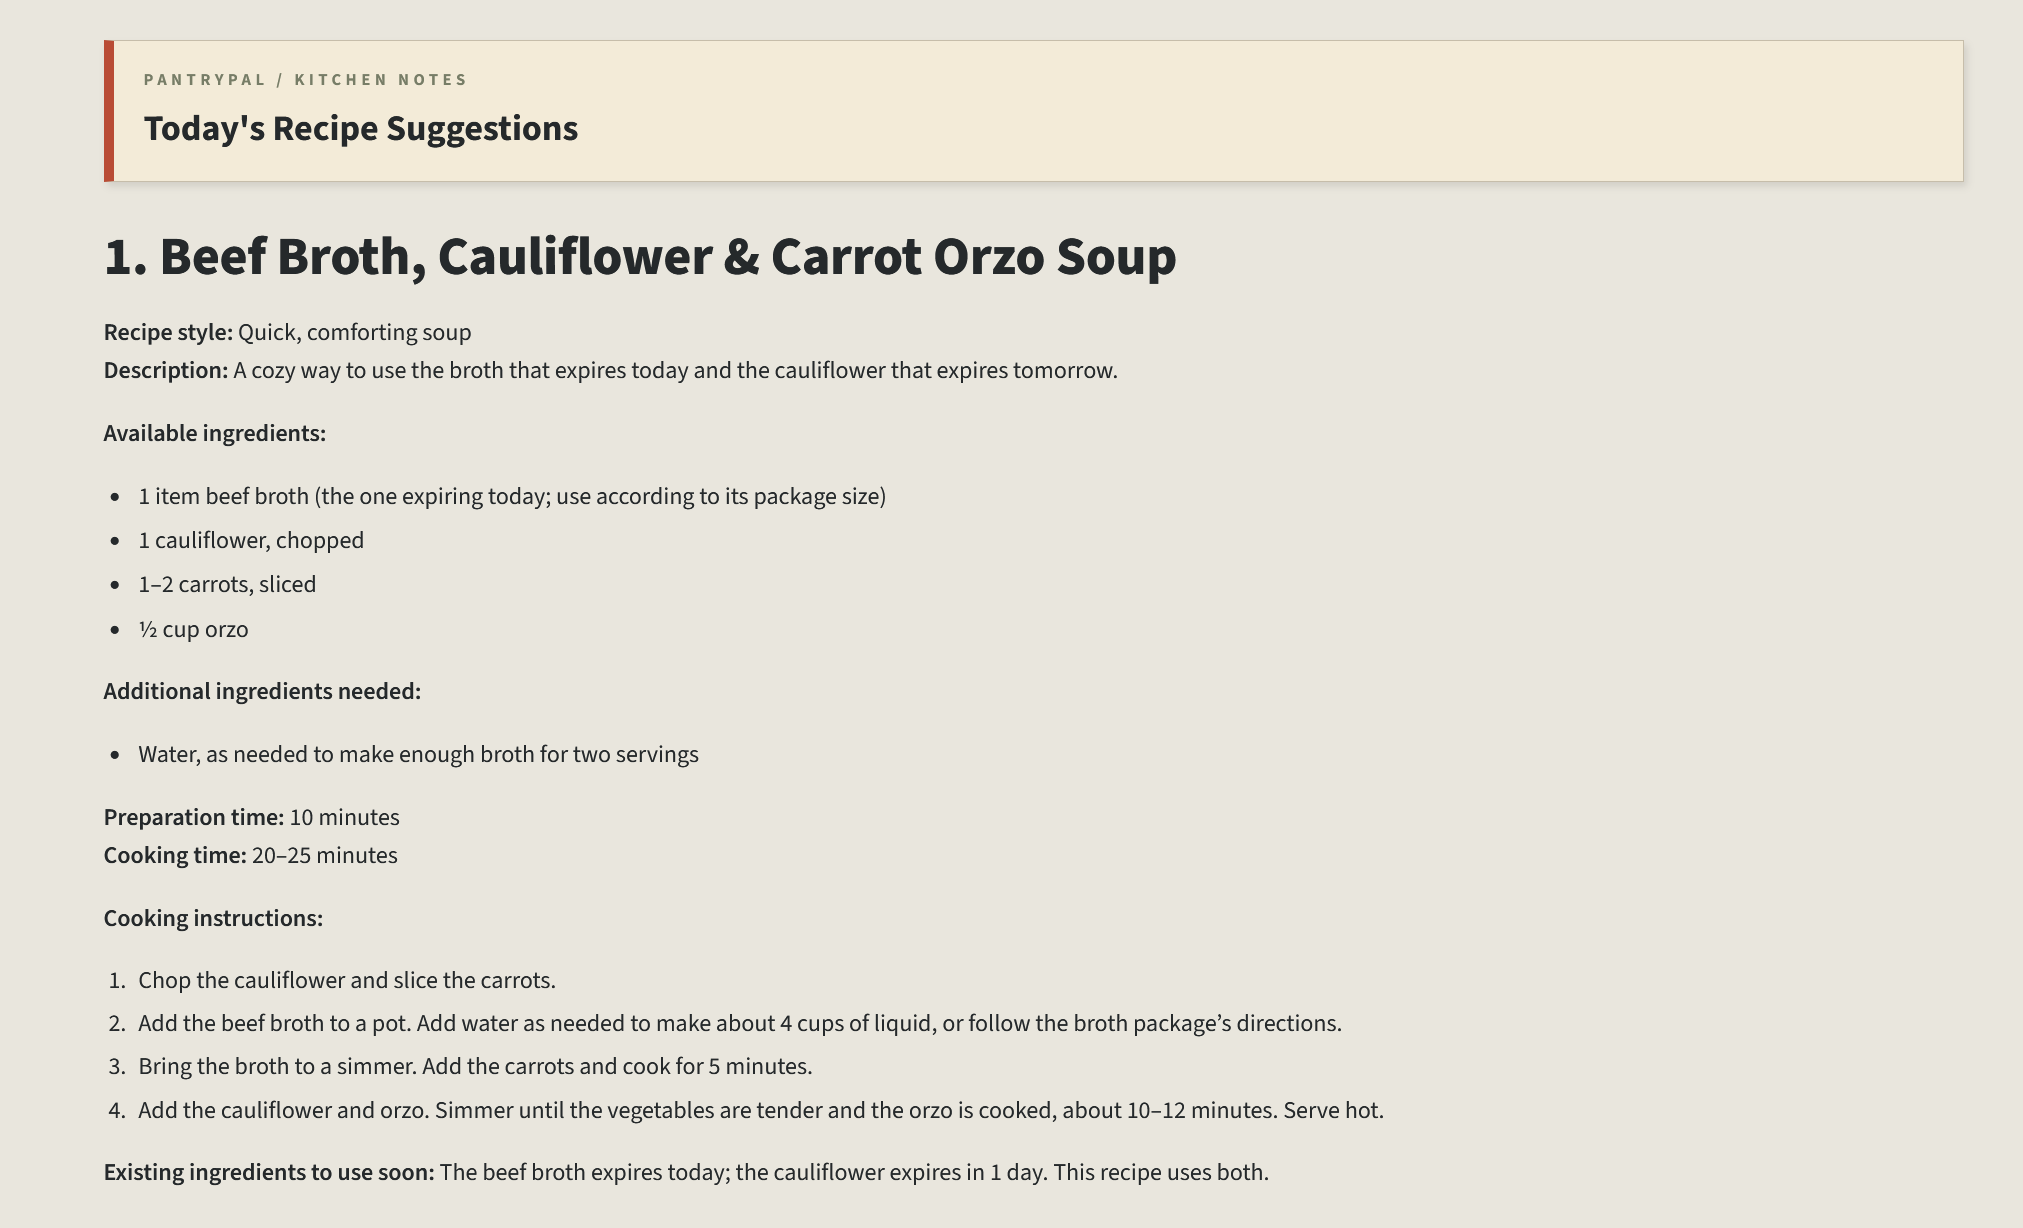 PANTRYPAL / KITCHEN NOTES
Today's Recipe Suggestions
1. Beef Broth, Cauliflower & Carrot Orzo Soup
Recipe style: Quick, comforting soup
Description: A cozy way to use the broth that expires today and the cauliflower that expires tomorrow.
Available ingredients:
• 1 item beef broth (the one expiring today; use according to its package size)
• 1 cauliflower, chopped
• 1–2 carrots, sliced
• ½ cup orzo
Additional ingredients needed:
• Water, as needed to make enough broth for two servings
Preparation time: 10 minutes
Cooking time: 20–25 minutes
Cooking instructions:
1. Chop the cauliflower and slice the carrots.
2. Add the beef broth to a pot. Add water as needed to make about 4 cups of liquid, or follow the broth package’s directions.
3. Bring the broth to a simmer. Add the carrots and cook for 5 minutes.
4. Add the cauliflower and orzo. Simmer until the vegetables are tender and the orzo is cooked, about 10–12 minutes. Serve hot.
Existing ingredients to use soon: The beef broth expires today; the cauliflower expires in 1 day. This recipe uses both.